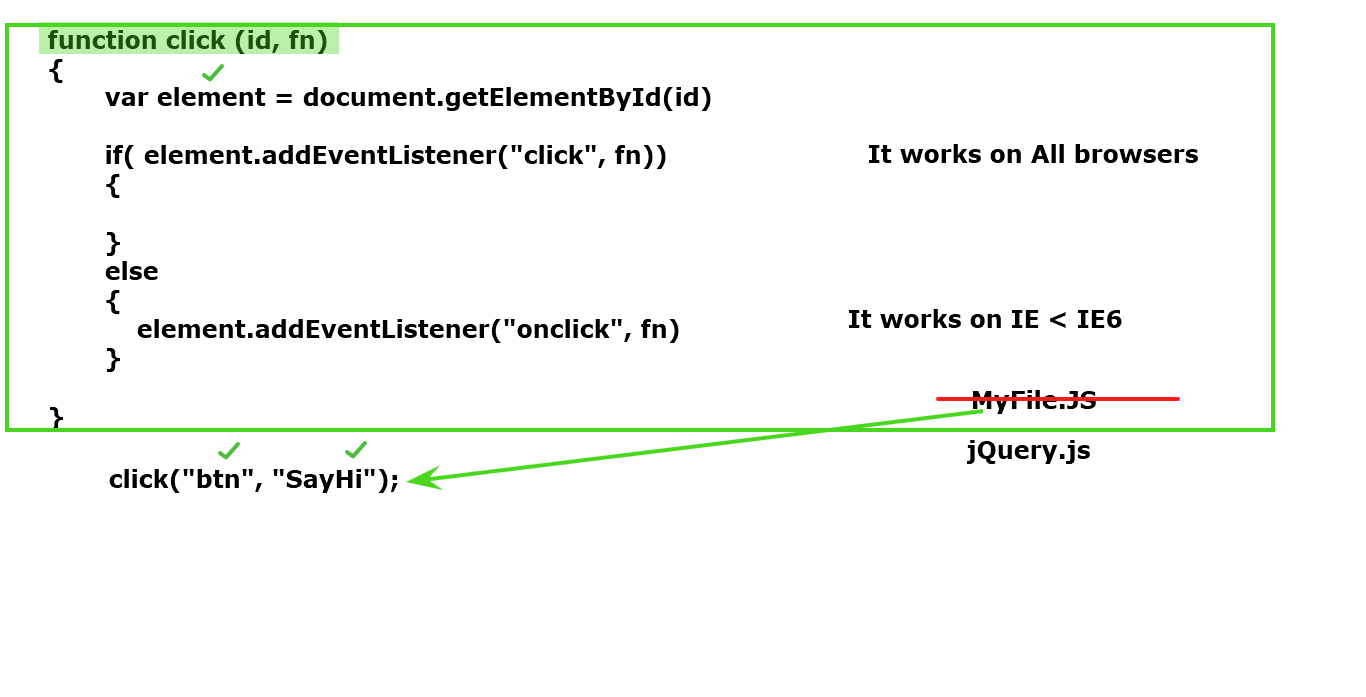 function click (id, fn)
{
var element = document.getElementById(id)
if( element.addEventListener("click", fn)) It works on All browsers
{
}
else
{
element.addEventListener("onclick", fn) It works on IE < IE6
}
MyFile.JS
}
jQuery.js
click("btn", "SayHi");